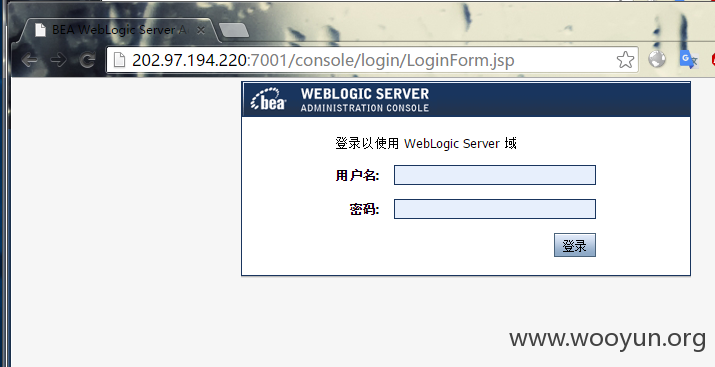 BEA WebLogic Server A
202.97.194.220:7001/console/login/LoginForm.jsp
bea
WEBLOGIC SERVER
ADMINISTRATION CONSOLE
登录以使用 WebLogic Server 域
用户名:
密码:
登录
www.wooyun.org